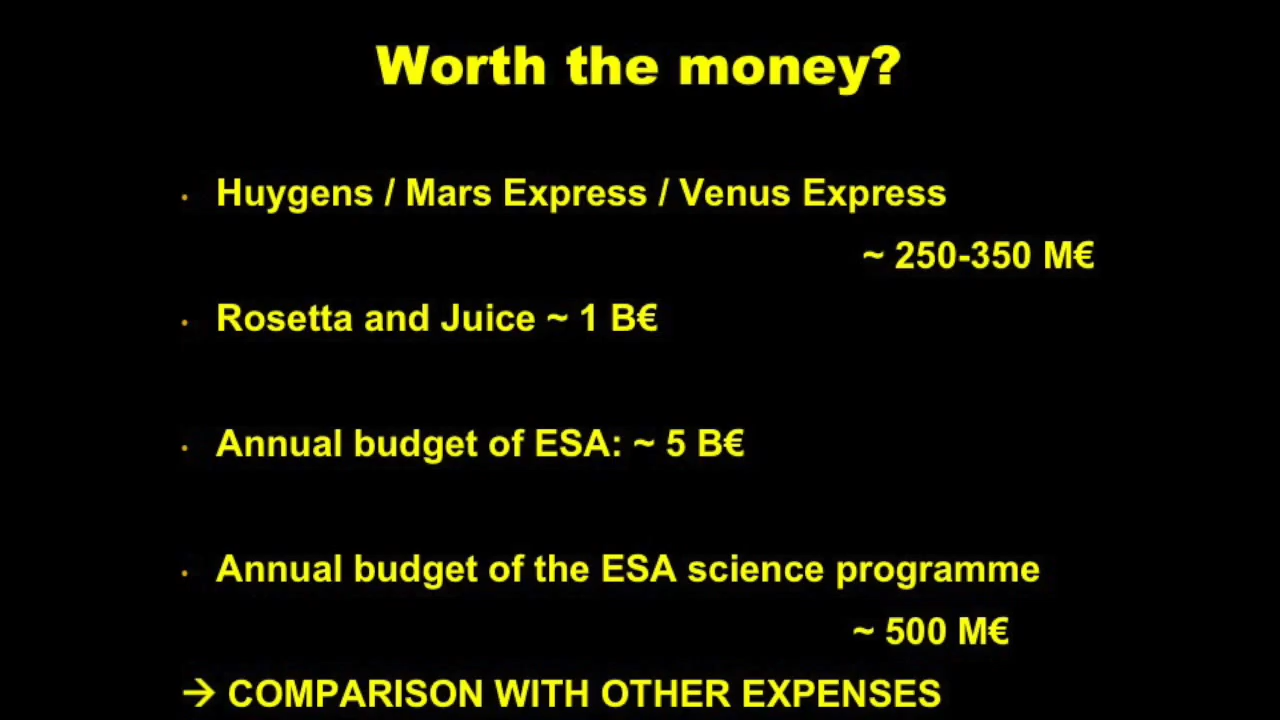 Worth the money?
· Huygens / Mars Express / Venus Express
~ 250-350 M€
· Rosetta and Juice ~ 1 B€
· Annual budget of ESA: ~ 5 B€
· Annual budget of the ESA science programme
~ 500 M€
→ COMPARISON WITH OTHER EXPENSES